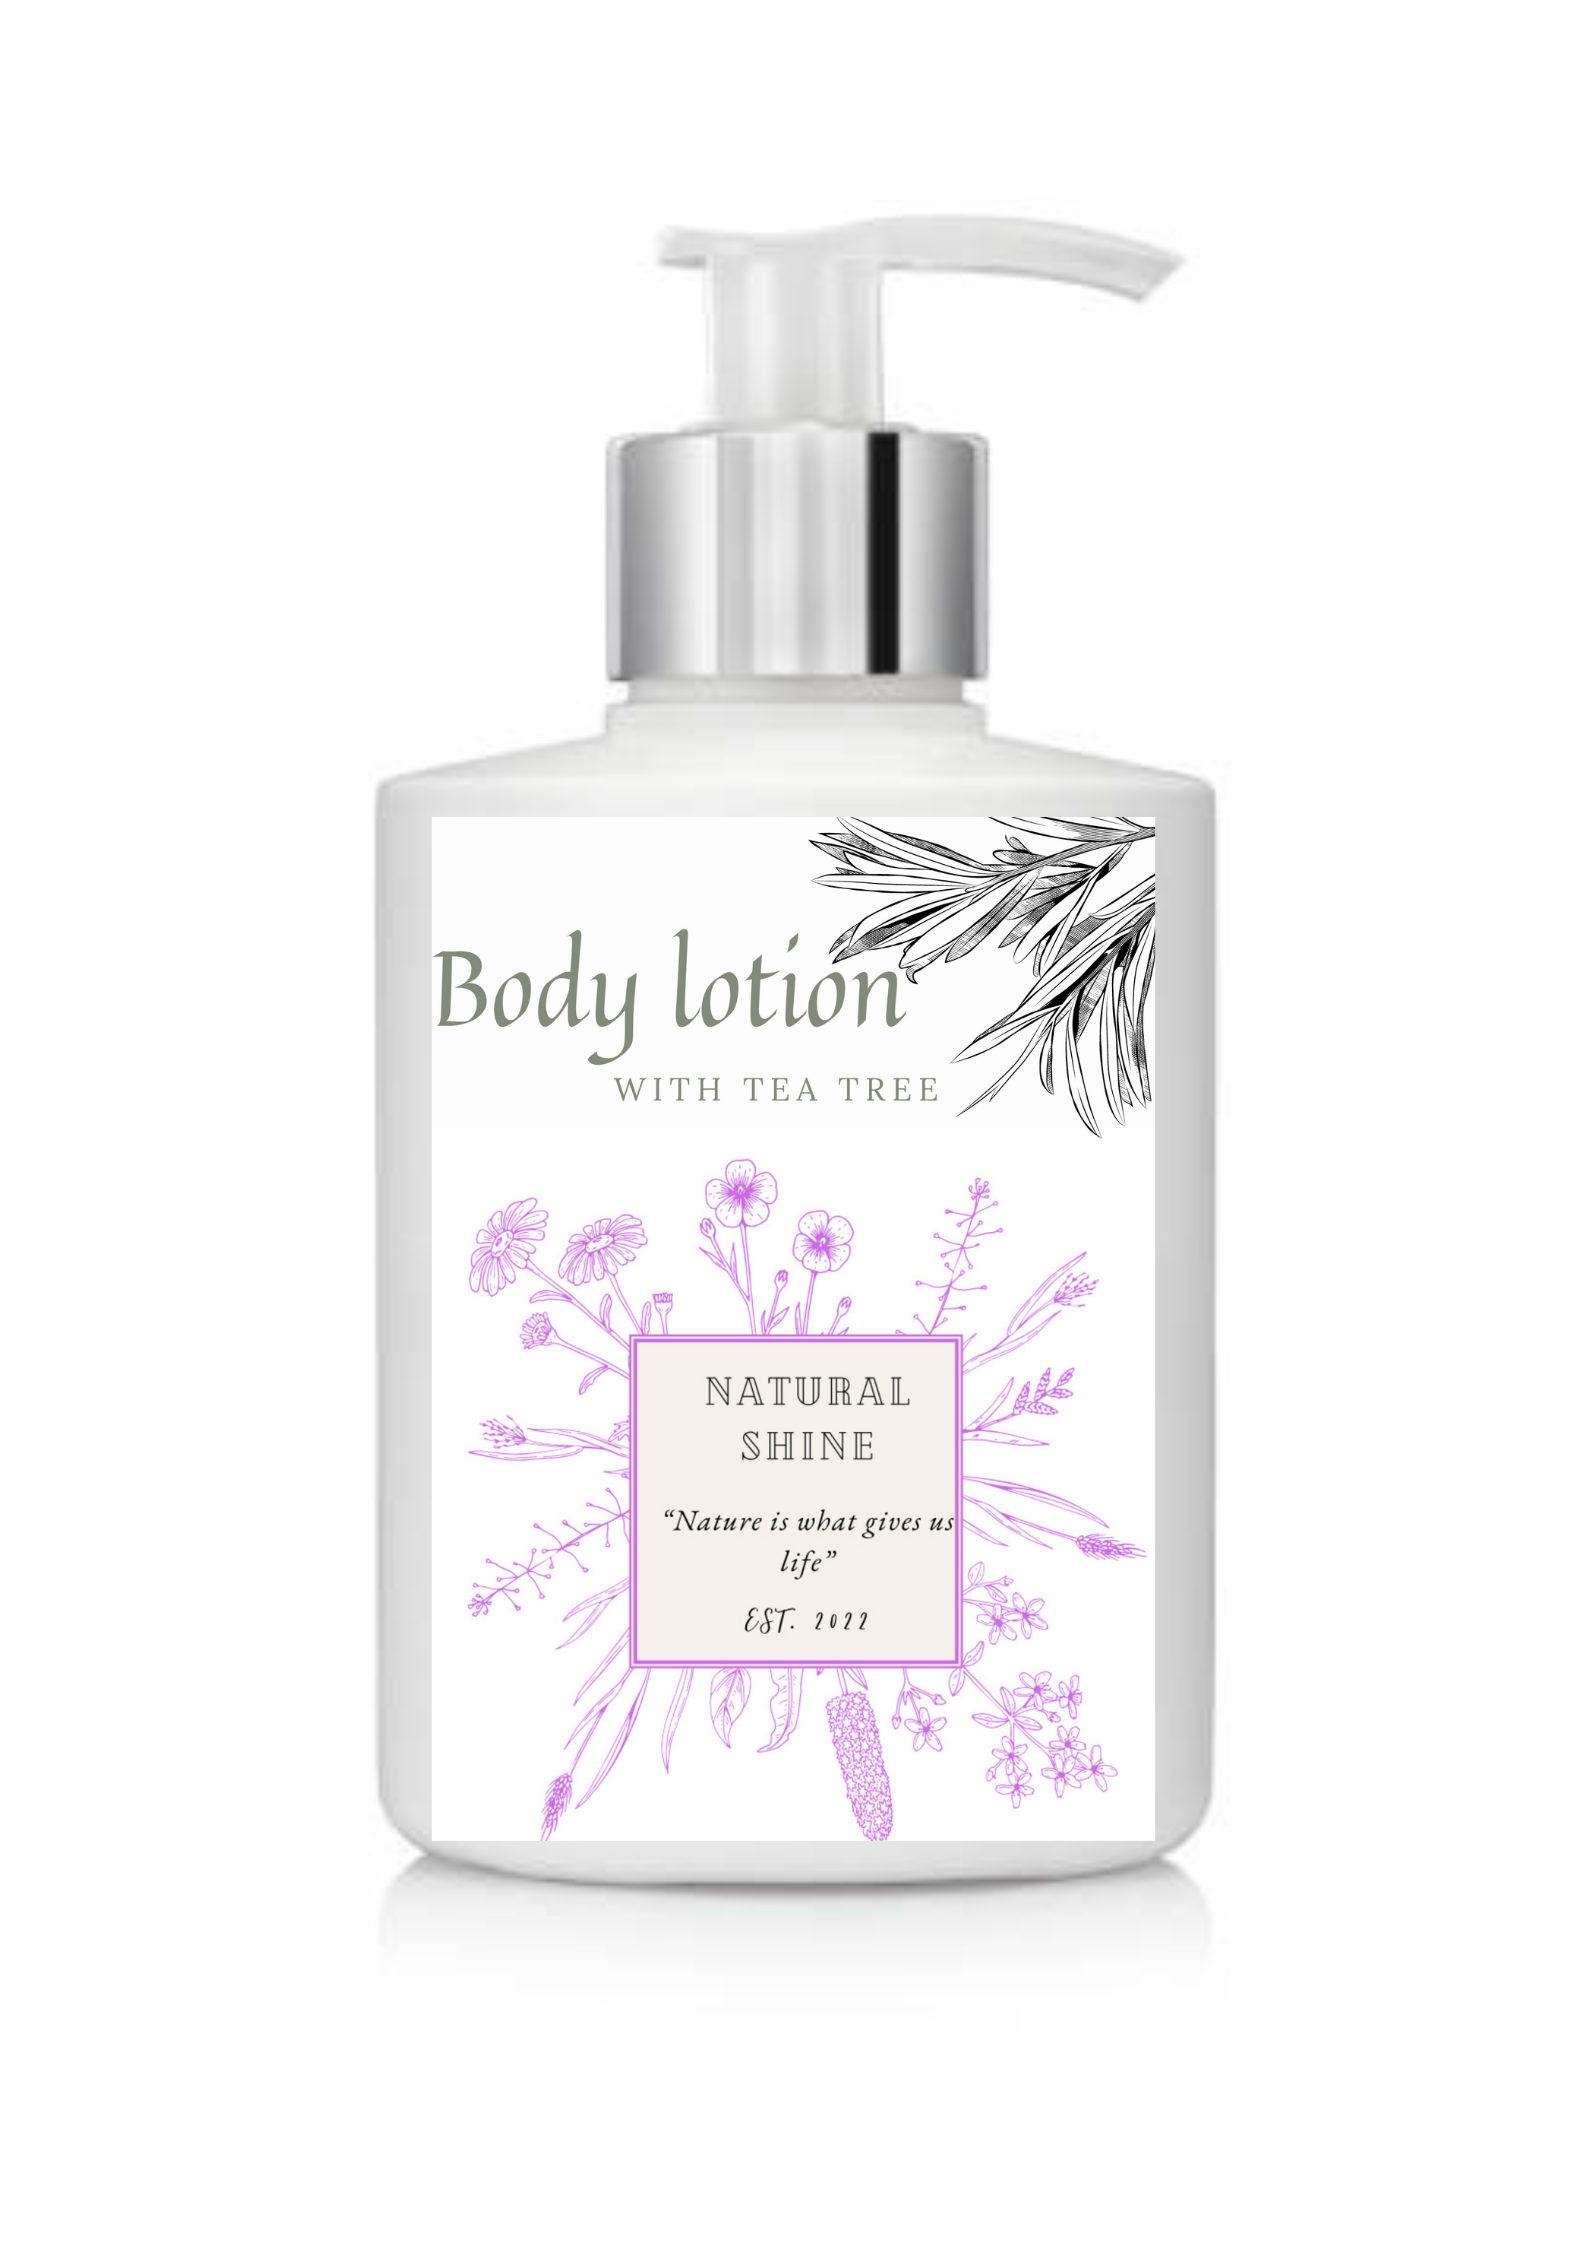 Body lotion
WITH TEA TREE
NATURAL
SHINE
“Nature is what gives us
life”
EST. 2022